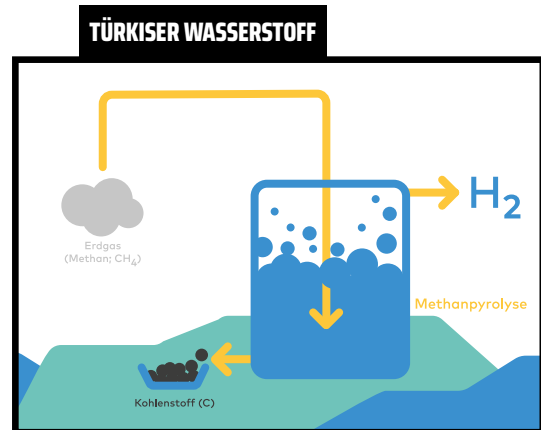 TÜRKISER WASSERSTOFF
H₂
Erdgas
(Methan; CH₄)
Methanpyrolyse
Kohlenstoff (C)